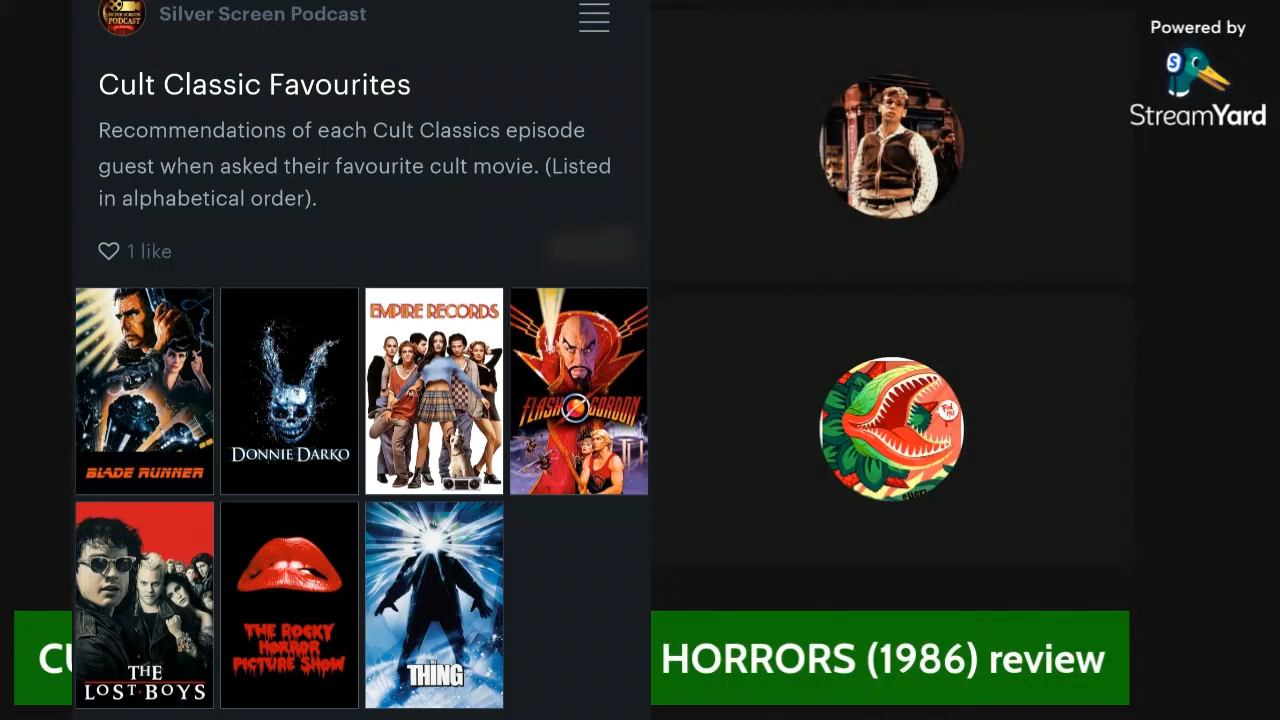 Silver Screen Podcast
Powered by
StreamYard
Cult Classic Favourites
Recommendations of each Cult Classics episode
guest when asked their favourite cult movie. (Listed
in alphabetical order).
1 like
BLADE RUNNER
DONNIE DARKO
EMPIRE RECORDS
FLASH GORDON
THE
LOST BOYS
THE ROCKY
HORROR
PICTURE SHOW
THE THING
CU
HORRORS (1986) review